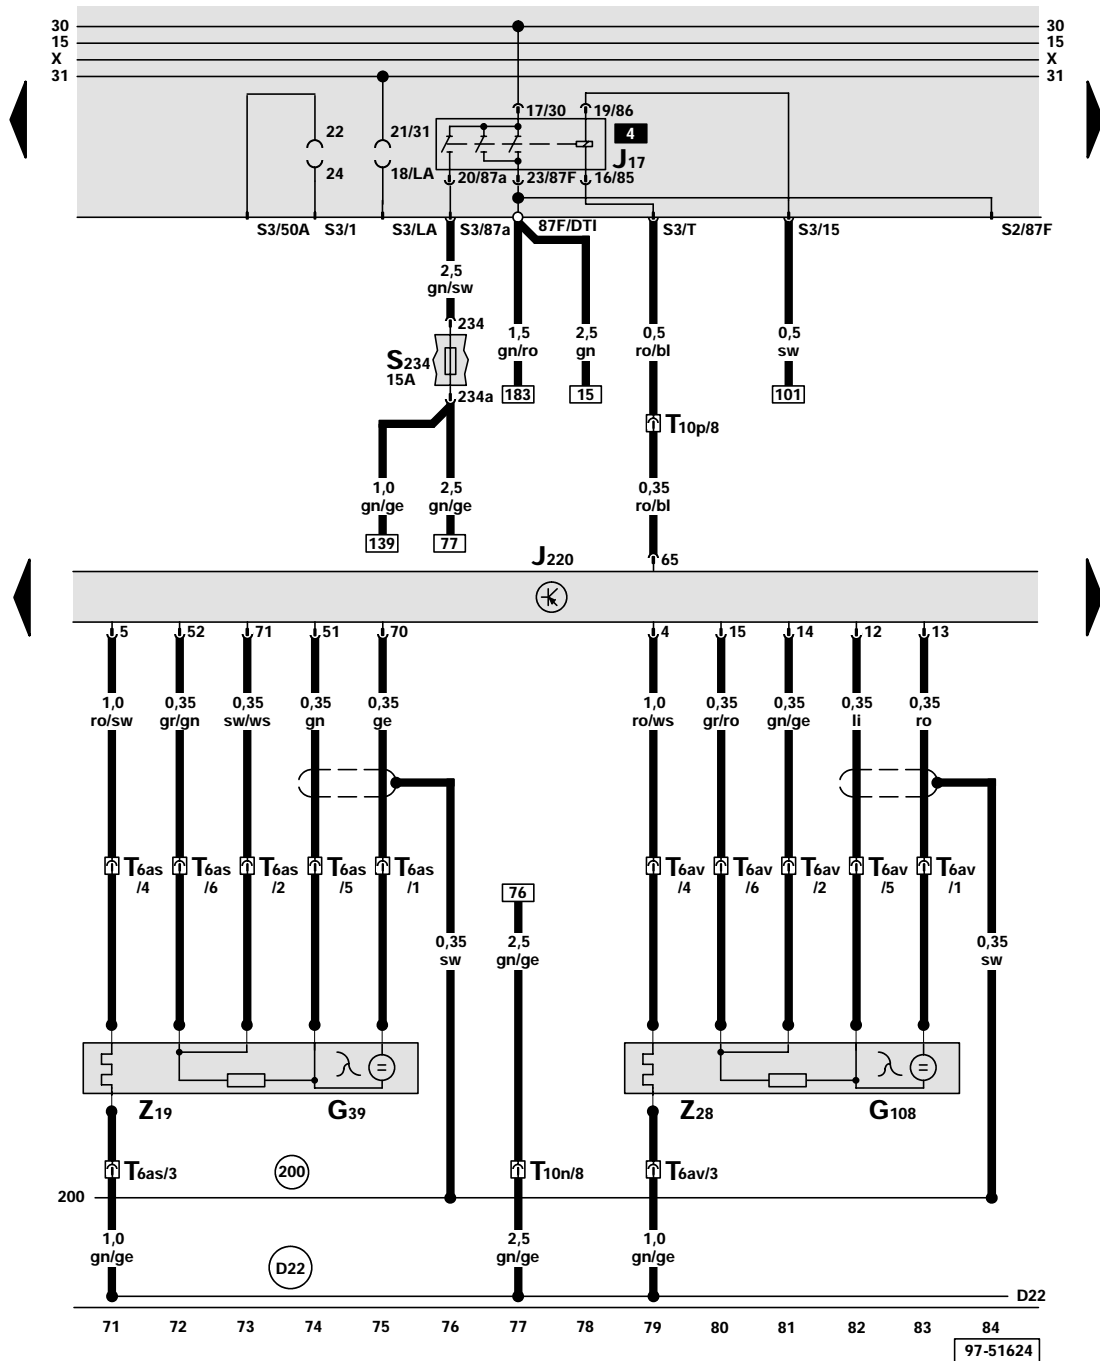 30 30
15 15
X X
31 31
17/30 19/86
22 21/31 4
J17
24 18/LA 20/87a 23/87F 16/85
S3/50A S3/1 S3/LA S3/87a 87F/DTI S3/T S3/15 S2/87F
2,5
gn/sw
234
1,5 2,5 0,5 0,5
gn/ro gn ro/bl sw
S234
15A
234a 183 15 101
T10p/8
1,0 2,5 0,35
gn/ge gn/ge ro/bl
139 77
J220 65
5 52 71 51 70 4 15 14 12 13
1,0 0,35 0,35 0,35 0,35 1,0 0,35 0,35 0,35 0,35
ro/sw gr/gn sw/ws gn ge ro/ws gr/ro gn/ge li ro
T6as T6as T6as T6as T6as T6av T6av T6av T6av T6av
/4 /6 /2 /5 /1 /4 /6 /2 /5 /1
76
0,35 2,5 0,35
sw gn/ge sw
Z19 G39 Z28 G108
T6as/3 200 T10n/8 T6av/3
200
1,0 2,5 1,0
gn/ge gn/ge gn/ge
D22
D22
71 72 73 74 75 76 77 78 79 80 81 82 83 84
97-51624